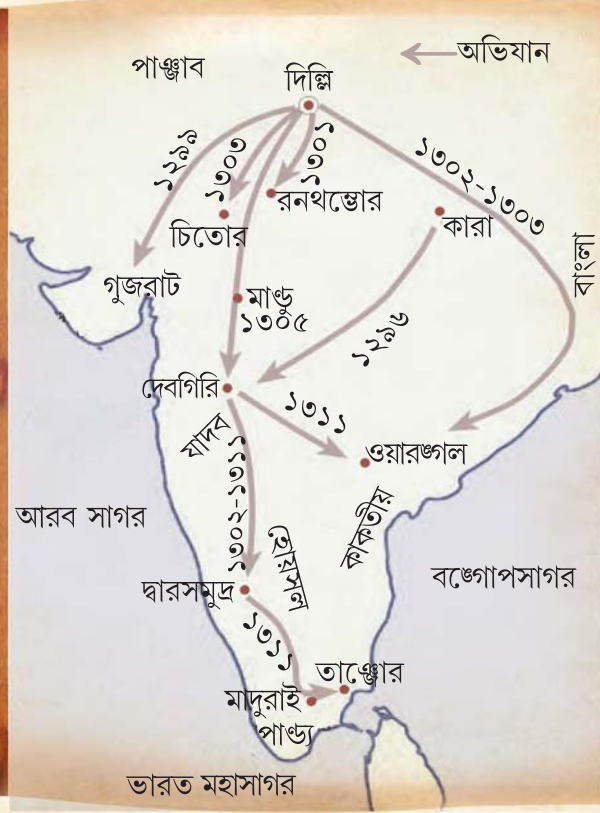 পাঞ্জাব
অভিযান
দিল্লি
১২৯৯
১৩০৩
১৩০১
১৩০২-১৩০৩
রনথম্ভোর
চিতোর
কারা
বাংলা
গুজরাট
মাণ্ডু
১৩০৫
১২৯৬
দেবগিরি
১৩১১
যাদব
ওয়ারঙ্গল
১৩০২-১৩১১
কাকতীয়
আরব সাগর
হোয়সল
বঙ্গোপসাগর
দ্বারসমুদ্র
১৩১১
তাঞ্জোর
মাদুরাই
পাণ্ড্য
ভারত মহাসাগর